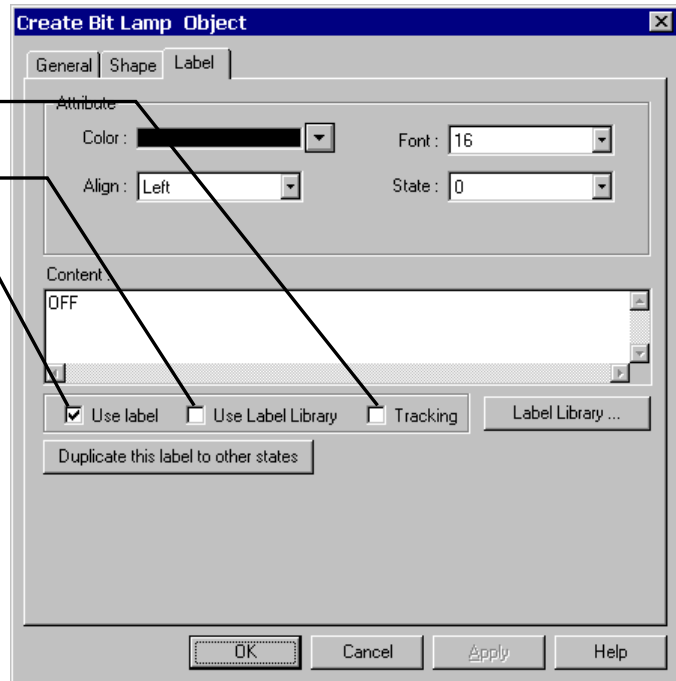 Create Bit Lamp Object
General Shape Label
Attribute
Color : Font : 16
Align : Left State : 0
Content :
OFF
Use label Use Label Library Tracking Label Library ...
Duplicate this label to other states
OK Cancel Apply Help